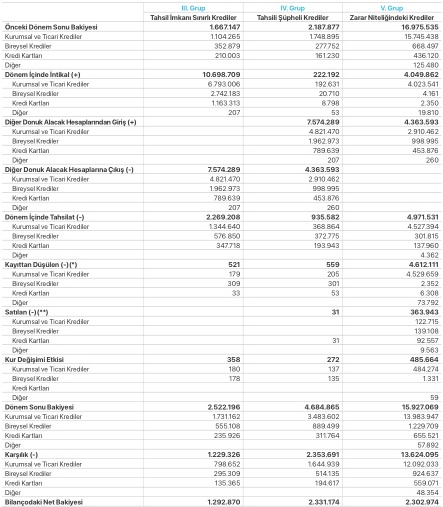 III. Grup IV. Grup V. Grup
Tahsil İmkanı Sınırlı Krediler Tahsili Şüpheli Krediler Zarar Niteliğindeki Krediler
Önceki Dönem Sonu Bakiyesi 1.667.147 2.187.877 16.975.535
Kurumsal ve Ticari Krediler 1.104.265 1.748.895 15.745.438
Bireysel Krediler 352.879 277.752 668.497
Kredi Kartları 210.003 161.230 436.120
Diğer 125.480
Dönem İçinde İntikal (+) 10.698.709 222.192 4.049.862
Kurumsal ve Ticari Krediler 6.793.006 192.631 4.023.541
Bireysel Krediler 2.742.183 20.710 4.161
Kredi Kartları 1.163.313 8.798 2.350
Diğer 207 53 19.810
Diğer Donuk Alacak Hesaplarından Giriş (+) 7.574.289 4.363.593
Kurumsal ve Ticari Krediler 4.821.470 2.910.462
Bireysel Krediler 1.962.973 998.995
Kredi Kartları 789.639 453.876
Diğer 207 260
Diğer Donuk Alacak Hesaplarına Çıkış (-) 7.574.289 4.363.593
Kurumsal ve Ticari Krediler 4.821.470 2.910.462
Bireysel Krediler 1.962.973 998.995
Kredi Kartları 789.639 453.876
Diğer 207 260
Dönem İçinde Tahsilat (-) 2.269.208 935.582 4.971.531
Kurumsal ve Ticari Krediler 1.344.640 368.864 4.527.394
Bireysel Krediler 576.850 372.775 301.815
Kredi Kartları 347.718 193.943 137.960
Diğer 4.362
Kayıttan Düşülen (-)(*) 521 559 4.612.111
Kurumsal ve Ticari Krediler 179 205 4.529.659
Bireysel Krediler 309 301 2.352
Kredi Kartları 33 53 6.308
Diğer 73.792
Satılan (-)(**) 31 363.943
Kurumsal ve Ticari Krediler 122.715
Bireysel Krediler 139.108
Kredi Kartları 31 92.557
Diğer 9.563
Kur Değişimi Etkisi 358 272 485.664
Kurumsal ve Ticari Krediler 180 137 484.274
Bireysel Krediler 178 135 1.331
Kredi Kartları
Diğer 59
Dönem Sonu Bakiyesi 2.522.196 4.684.865 15.927.069
Kurumsal ve Ticari Krediler 1.731.162 3.483.602 13.983.947
Bireysel Krediler 555.108 889.499 1.229.709
Kredi Kartları 235.926 311.764 655.521
Diğer 57.892
Karşılık (-) 1.229.326 2.353.691 13.624.095
Kurumsal ve Ticari Krediler 798.652 1.644.939 12.092.033
Bireysel Krediler 295.309 514.135 924.637
Kredi Kartları 135.365 194.617 559.071
Diğer 48.354
Bilançodaki Net Bakiyesi 1.292.870 2.331.174 2.302.974